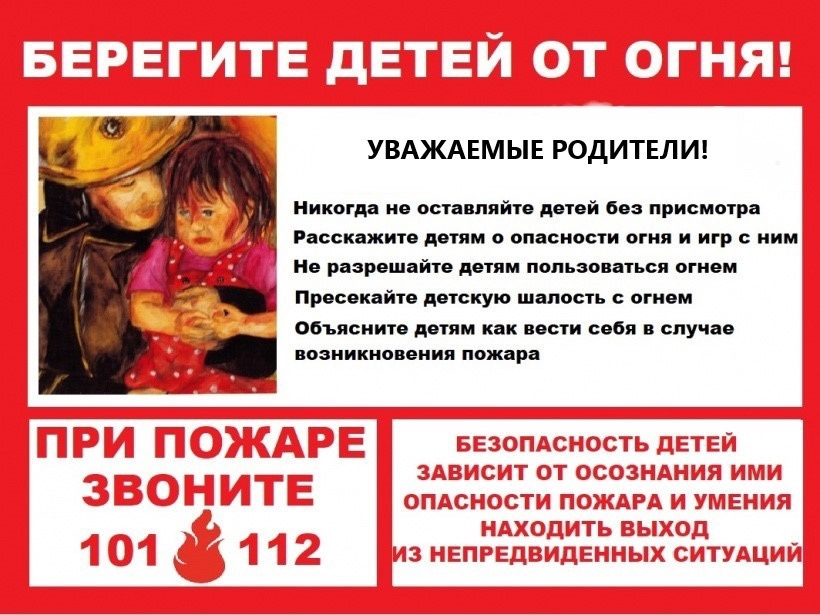 БЕРЕГИТЕ ДЕТЕЙ ОТ ОГНЯ!
УВАЖАЕМЫЕ РОДИТЕЛИ!
Никогда не оставляйте детей без присмотра
Расскажите детям о опасности огня и игр с ним
Не разрешайте детям пользоваться огнем
Пресекайте детскую шалость с огнем
Объясните детям как вести себя в случае
возникновения пожара
ПРИ ПОЖАРЕ
ЗВОНИТЕ
101 112
БЕЗОПАСНОСТЬ ДЕТЕЙ
ЗАВИСИТ ОТ ОСОЗНАНИЯ ИМИ
ОПАСНОСТИ ПОЖАРА И УМЕНИЯ
НАХОДИТЬ ВЫХОД
ИЗ НЕПРЕДВИДЕННЫХ СИТУАЦИЙ